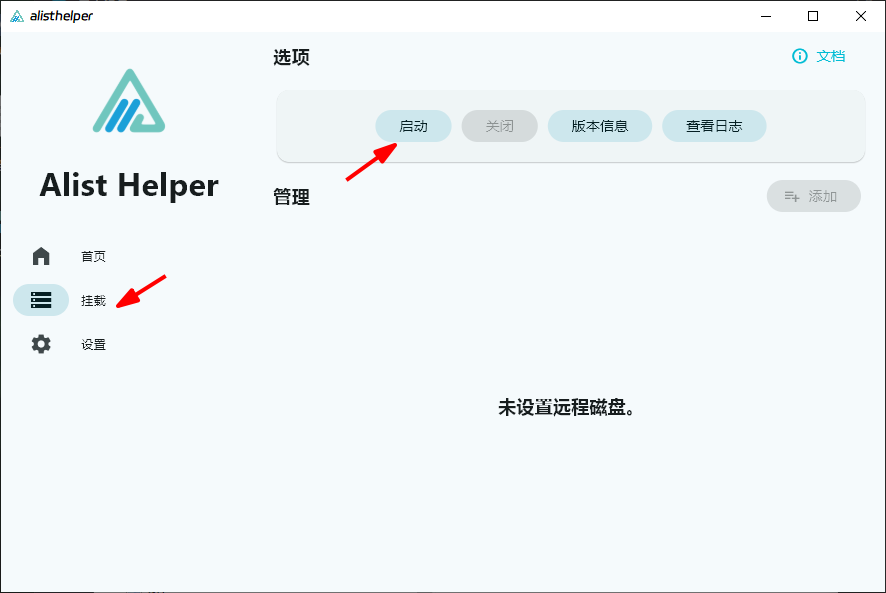 alisthelper
选项
文档
启动
关闭
版本信息
查看日志
Alist Helper
管理
添加
首页
挂载
设置
未设置远程磁盘。